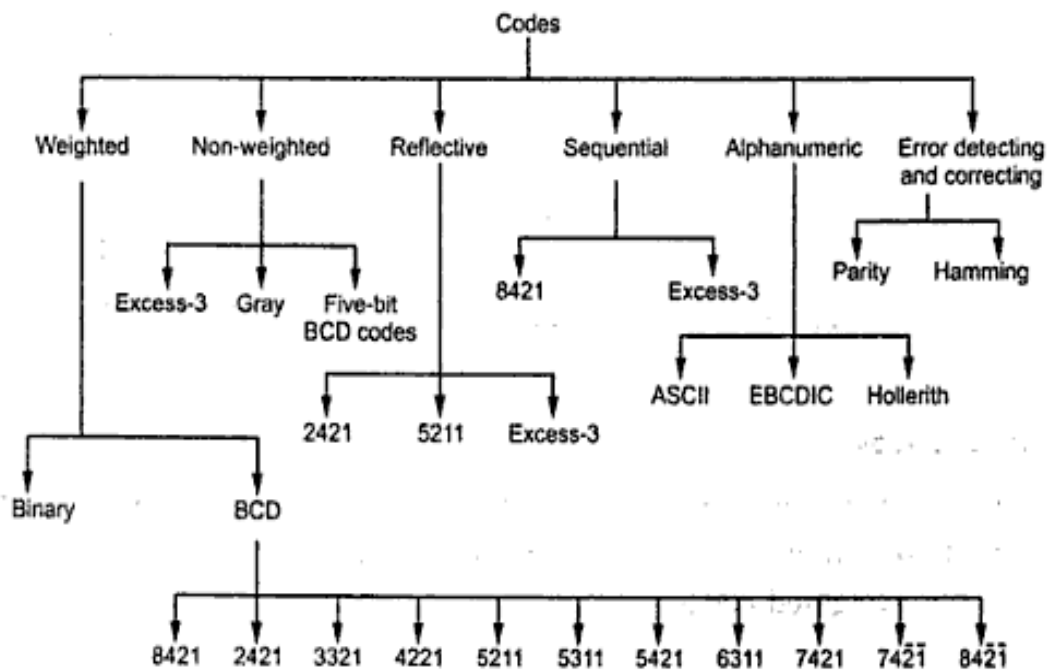 Codes
Weighted Non-weighted Reflective Sequential Alphanumeric Error detecting
and correcting
Parity Hamming
8421 Excess-3
Excess-3 Gray Five-bit
BCD codes
ASCII EBCDIC Hollerith
2421 5211 Excess-3
Binary BCD
8421 2421 3321 4221 5211 5311 5421 6311 7421 742̅1̅ 842̅1̅